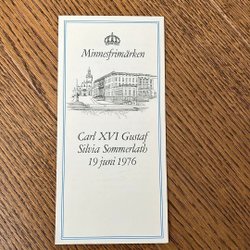 Minnesfrimärken
Carl XVI Gustaf
Silvia Sommerlath
19 juni 1976